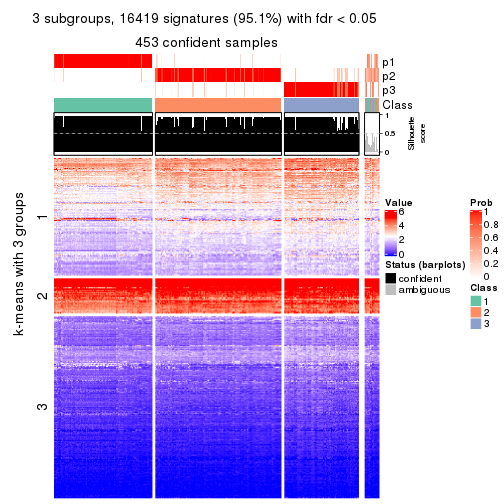 3 subgroups, 16419 signatures (95.1%) with fdr < 0.05
453 confident samples
p1
p2
p3
Class
1
0.5
0
Silhouette
score
k-means with 3 groups
1
2
3
Value
6
4
2
0
Status (barplots)
confident
ambiguous
Prob
1
0.8
0.6
0.4
0.2
0
Class
1
2
3